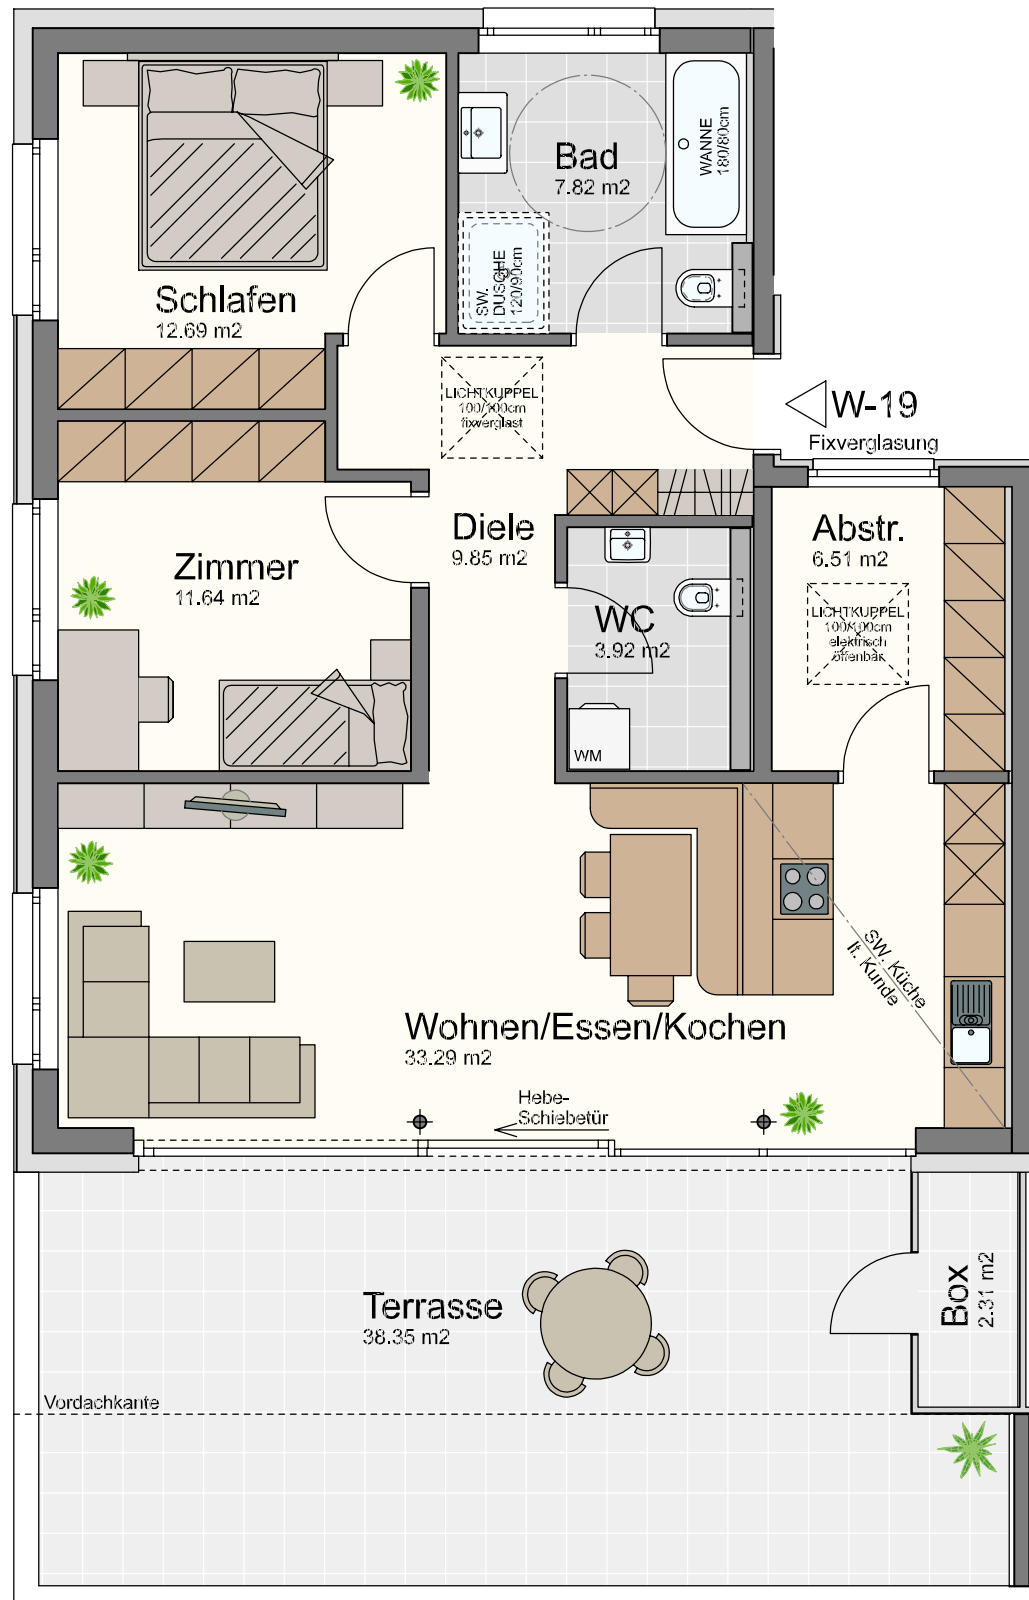 Bad
7.82 m2
WANNE
180/80cm
SW.
DUSCHE
120/90cm
Schlafen
12.69 m2
LICHTKUPPEL
100/100cm
fixverglast
W-19
Fixverglasung
Diele
9.85 m2
Abstr.
6.51 m2
Zimmer
11.64 m2
WC
3.92 m2
LICHTKUPPEL
100/100cm
elektrisch
öffenbar
WM
SW. Küche
lt. Kunde
Wohnen/Essen/Kochen
33.29 m2
Hebe-
Schiebetür
Terrasse
38.35 m2
Box
2.31 m2
Vordachkante